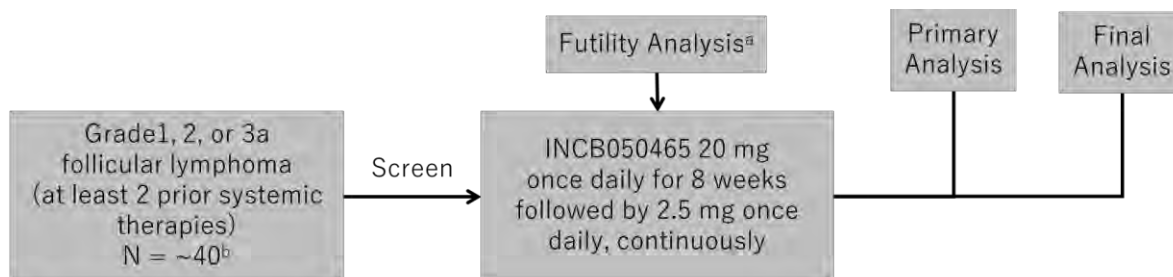 Futility Analysisᵃ
Primary
Analysis
Final
Analysis
Grade1, 2, or 3a
follicular lymphoma
(at least 2 prior systemic
therapies)
N = ~40ᵇ
Screen
INCB050465 20 mg
once daily for 8 weeks
followed by 2.5 mg once
daily, continuously